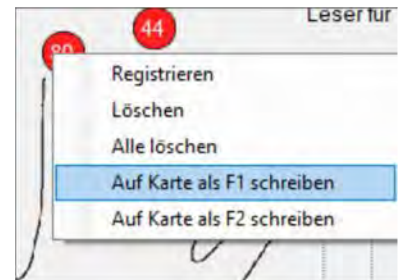 44
Leser für
80
Registrieren
Löschen
Alle löschen
Auf Karte als F1 schreiben
Auf Karte als F2 schreiben